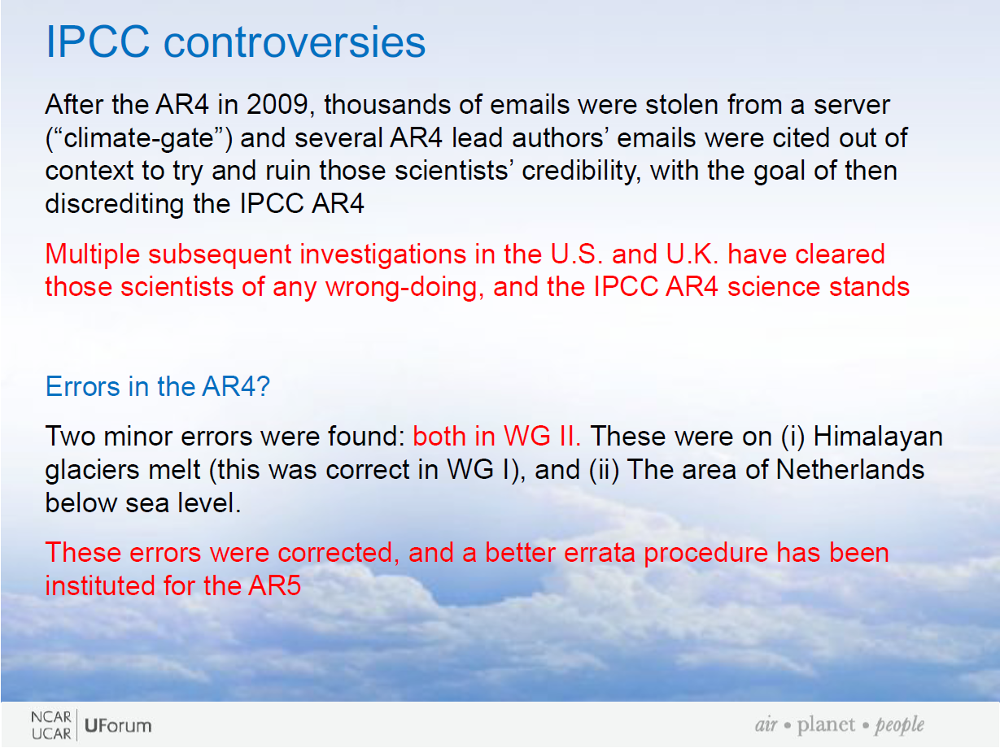 IPCC controversies
After the AR4 in 2009, thousands of emails were stolen from a server
(“climate-gate”) and several AR4 lead authors’ emails were cited out of
context to try and ruin those scientists’ credibility, with the goal of then
discrediting the IPCC AR4
Multiple subsequent investigations in the U.S. and U.K. have cleared
those scientists of any wrong-doing, and the IPCC AR4 science stands
Errors in the AR4?
Two minor errors were found: both in WG II. These were on (i) Himalayan
glaciers melt (this was correct in WG I), and (ii) The area of Netherlands
below sea level.
These errors were corrected, and a better errata procedure has been
instituted for the AR5
NCAR
UCAR
UForum
air • planet • people